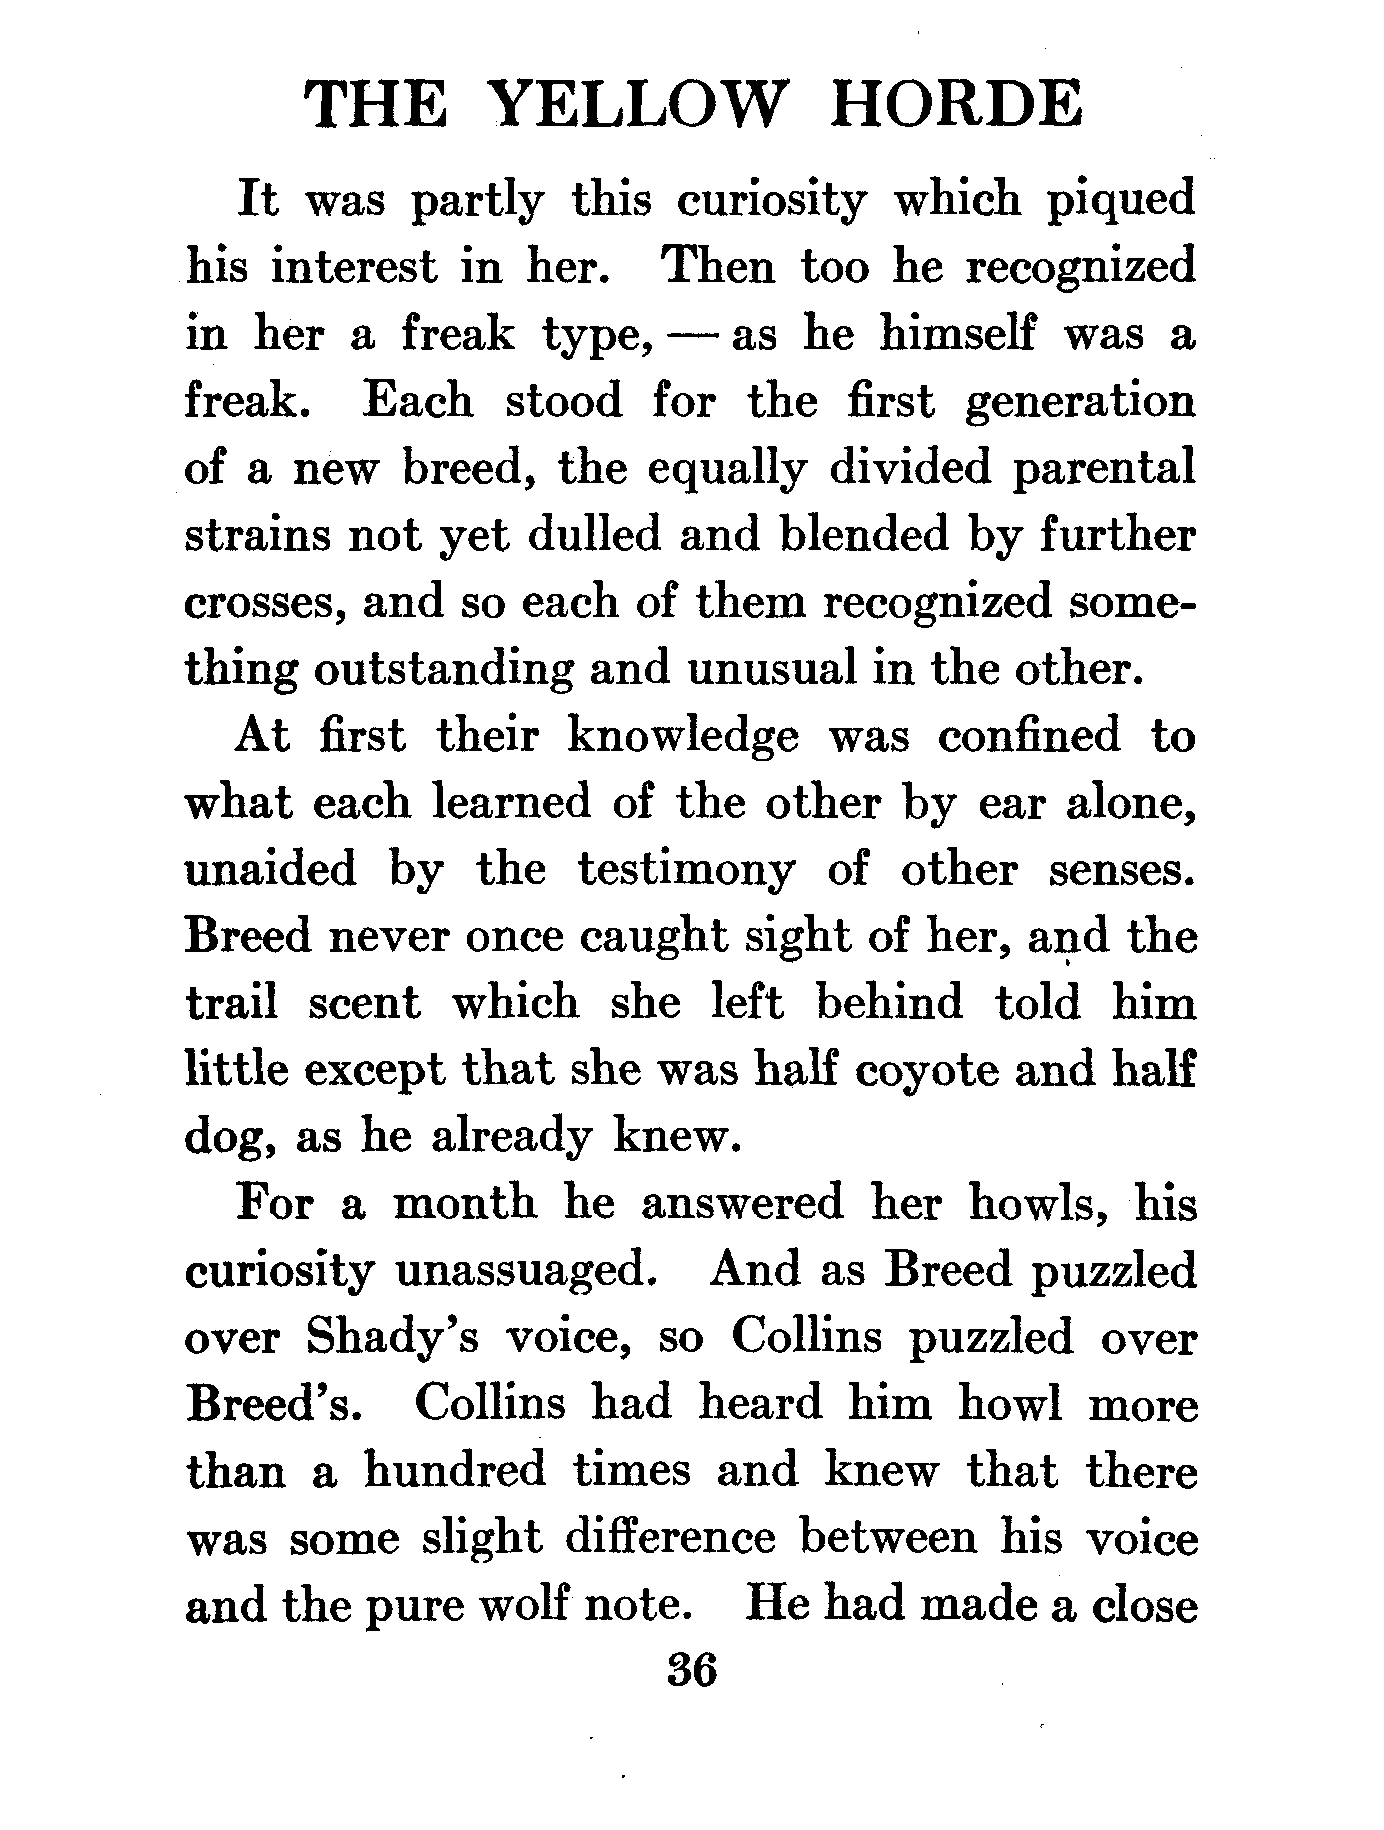 THE YELLOW HORDE
It was partly this curiosity which piqued
his interest in her. Then too he recognized
in her a freak type, — as he himself was a
freak. Each stood for the first generation
of a new breed, the equally divided parental
strains not yet dulled and blended by further
crosses, and so each of them recognized some-
thing outstanding and unusual in the other.
At first their knowledge was confined to
what each learned of the other by ear alone,
unaided by the testimony of other senses.
Breed never once caught sight of her, and the
trail scent which she left behind told him
little except that she was half coyote and half
dog, as he already knew.
For a month he answered her howls, his
curiosity unassuaged. And as Breed puzzled
over Shady's voice, so Collins puzzled over
Breed's. Collins had heard him howl more
than a hundred times and knew that there
was some slight difference between his voice
and the pure wolf note. He had made a close
36